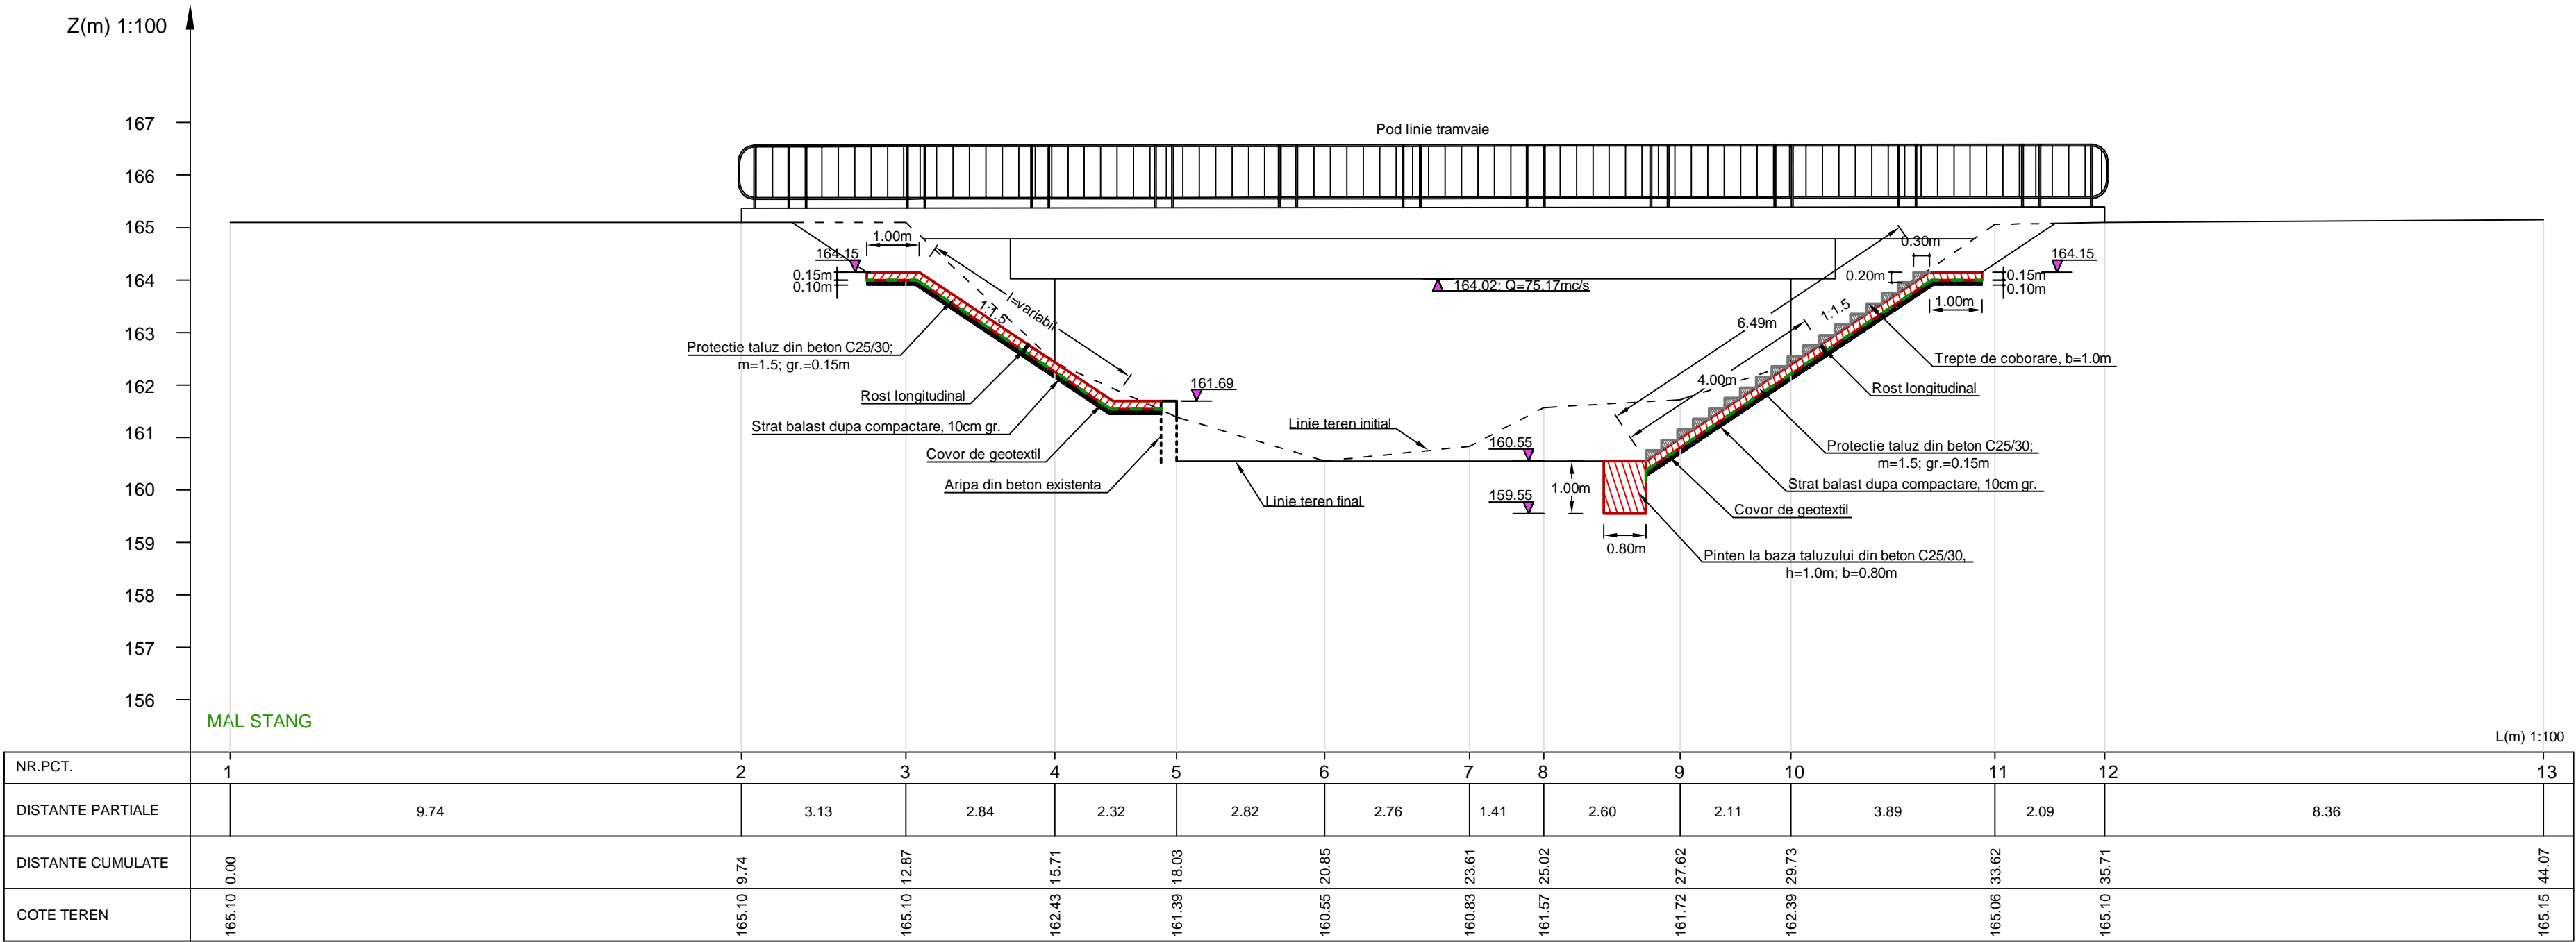 Z(m) 1:100
167
166
165
164
163
162
161
160
159
158
157
156
Pod linie tramvaie
1.00m
164.15
0.15m
0.10m
1:1.5
l=variabil
Protectie taluz din beton C25/30;
m=1.5; gr.=0.15m
Rost longitudinal
Strat balast dupa compactare, 10cm gr.
Covor de geotextil
Aripa din beton existenta
161.69
Linie teren initial
Linie teren final
164.02; Q=75.17mc/s
160.55
159.55
1.00m
0.80m
6.49m
4.00m
1:1.5
0.30m
0.20m
164.15
0.15m
0.10m
1.00m
Trepte de coborare, b=1.0m
Rost longitudinal
Protectie taluz din beton C25/30;
m=1.5; gr.=0.15m
Strat balast dupa compactare, 10cm gr.
Covor de geotextil
Pinten la baza taluzului din beton C25/30,
h=1.0m; b=0.80m
MAL STANG
L(m) 1:100
NR.PCT. 1 2 3 4 5 6 7 8 9 10 11 12 13
DISTANTE PARTIALE 9.74 3.13 2.84 2.32 2.82 2.76 1.41 2.60 2.11 3.89 2.09 8.36
DISTANTE CUMULATE 0.00 9.74 12.87 15.71 18.03 20.85 23.61 25.02 27.62 29.73 33.62 35.71 44.07
COTE TEREN 165.10 165.10 165.10 162.43 161.39 160.55 160.83 161.57 161.72 162.39 165.06 165.10 165.15